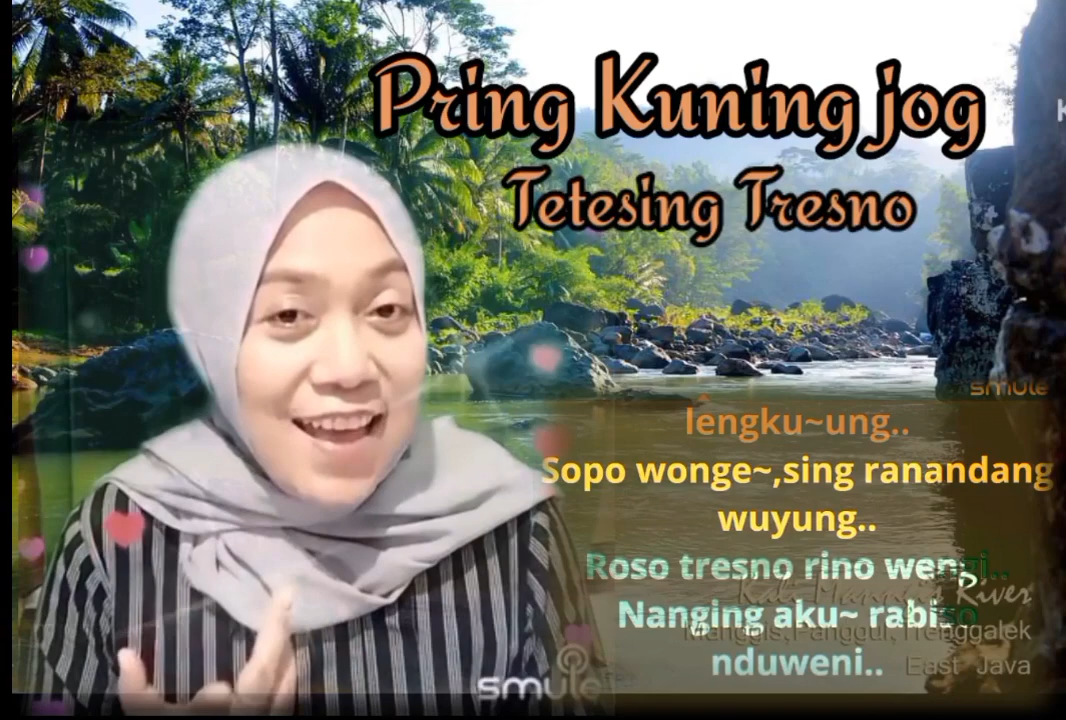 Pring Kuning jog
Tetesing Tresno
smule
lengku~ung..
Sopo wonge~,sing ranandang
wuyung..
Roso tresno rino wengi..
Nanging aku~ rabiso
nduweni..
River
Manggis, Panggul, Trenggalek
East Java
smule